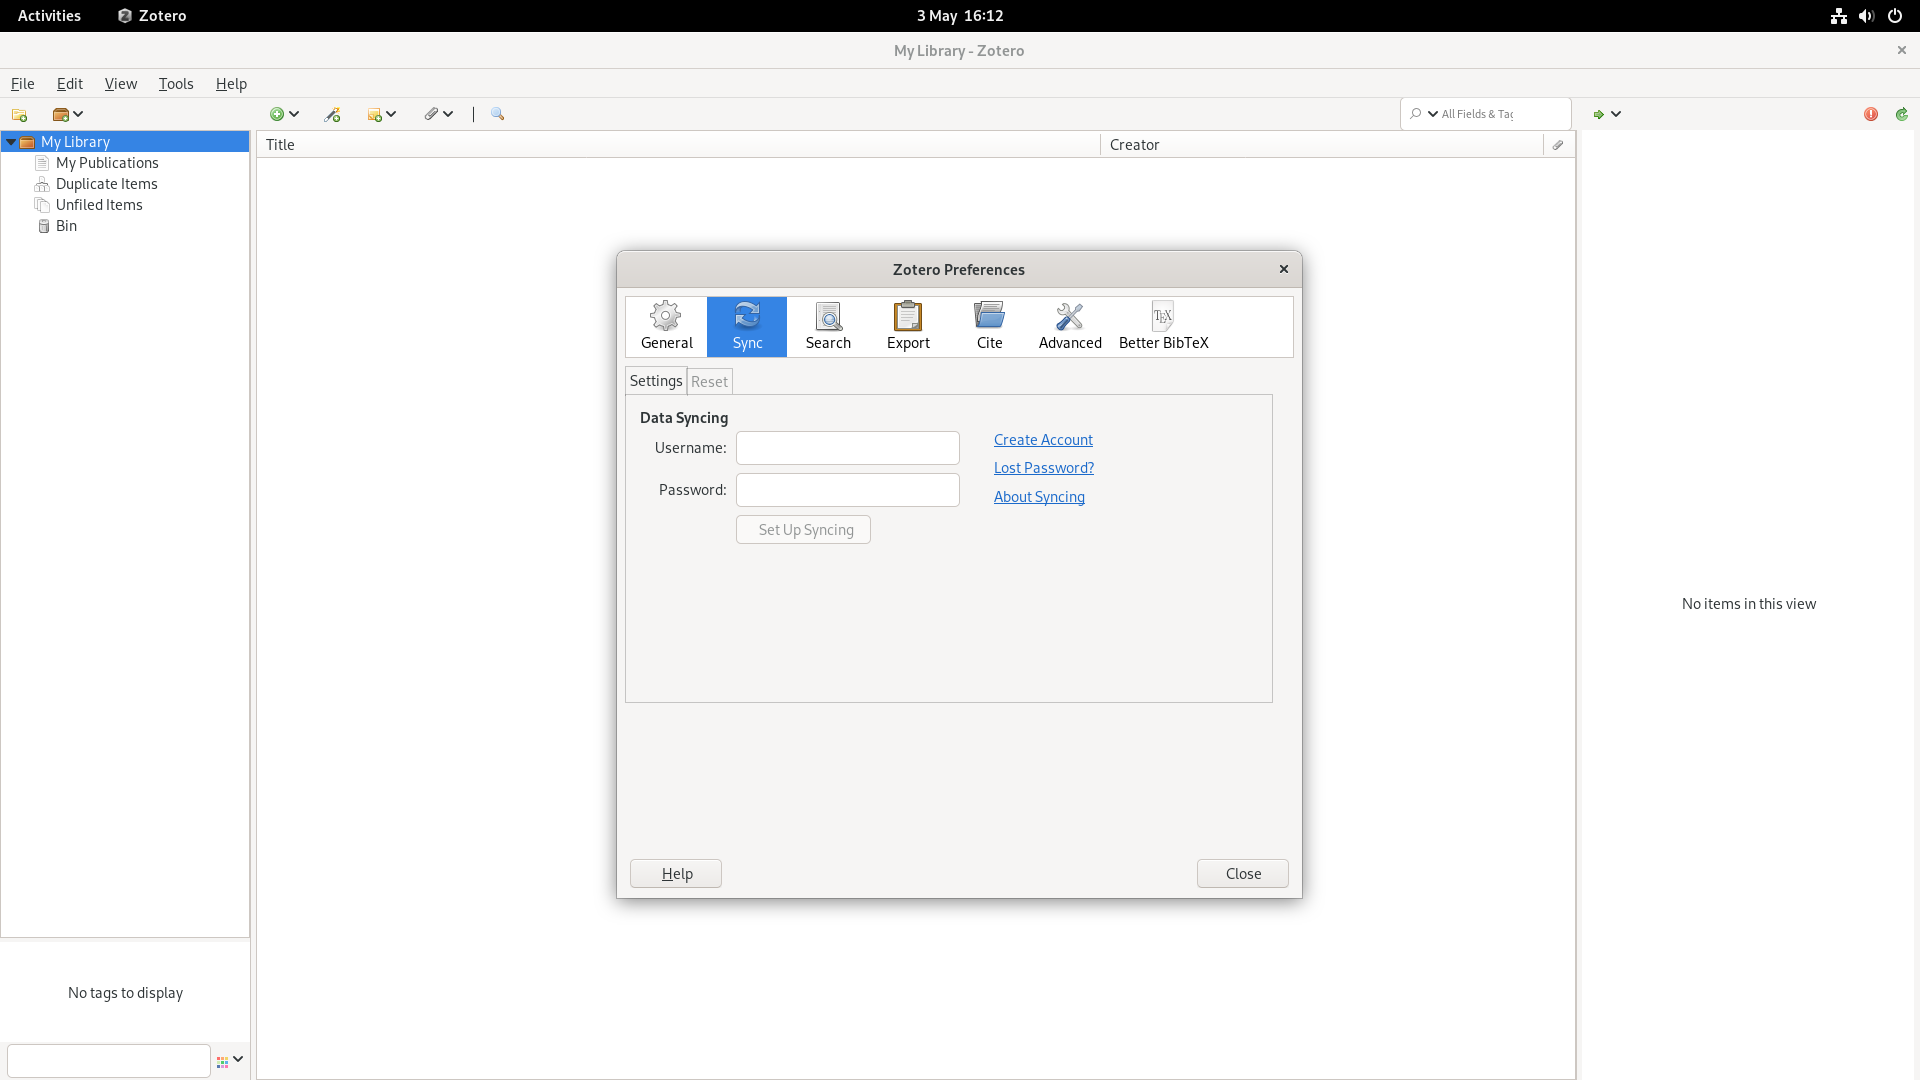 Activities Zotero 3 May 16:12
My Library - Zotero
File Edit View Tools Help
All Fields & Tag
My Library
My Publications
Duplicate Items
Unfiled Items
Bin
Title Creator
Zotero Preferences
General Sync Search Export Cite Advanced TEX Better BibTeX
Settings Reset
Data Syncing
Username:
Password:
Set Up Syncing
Create Account
Lost Password?
About Syncing
Help Close
No items in this view
No tags to display